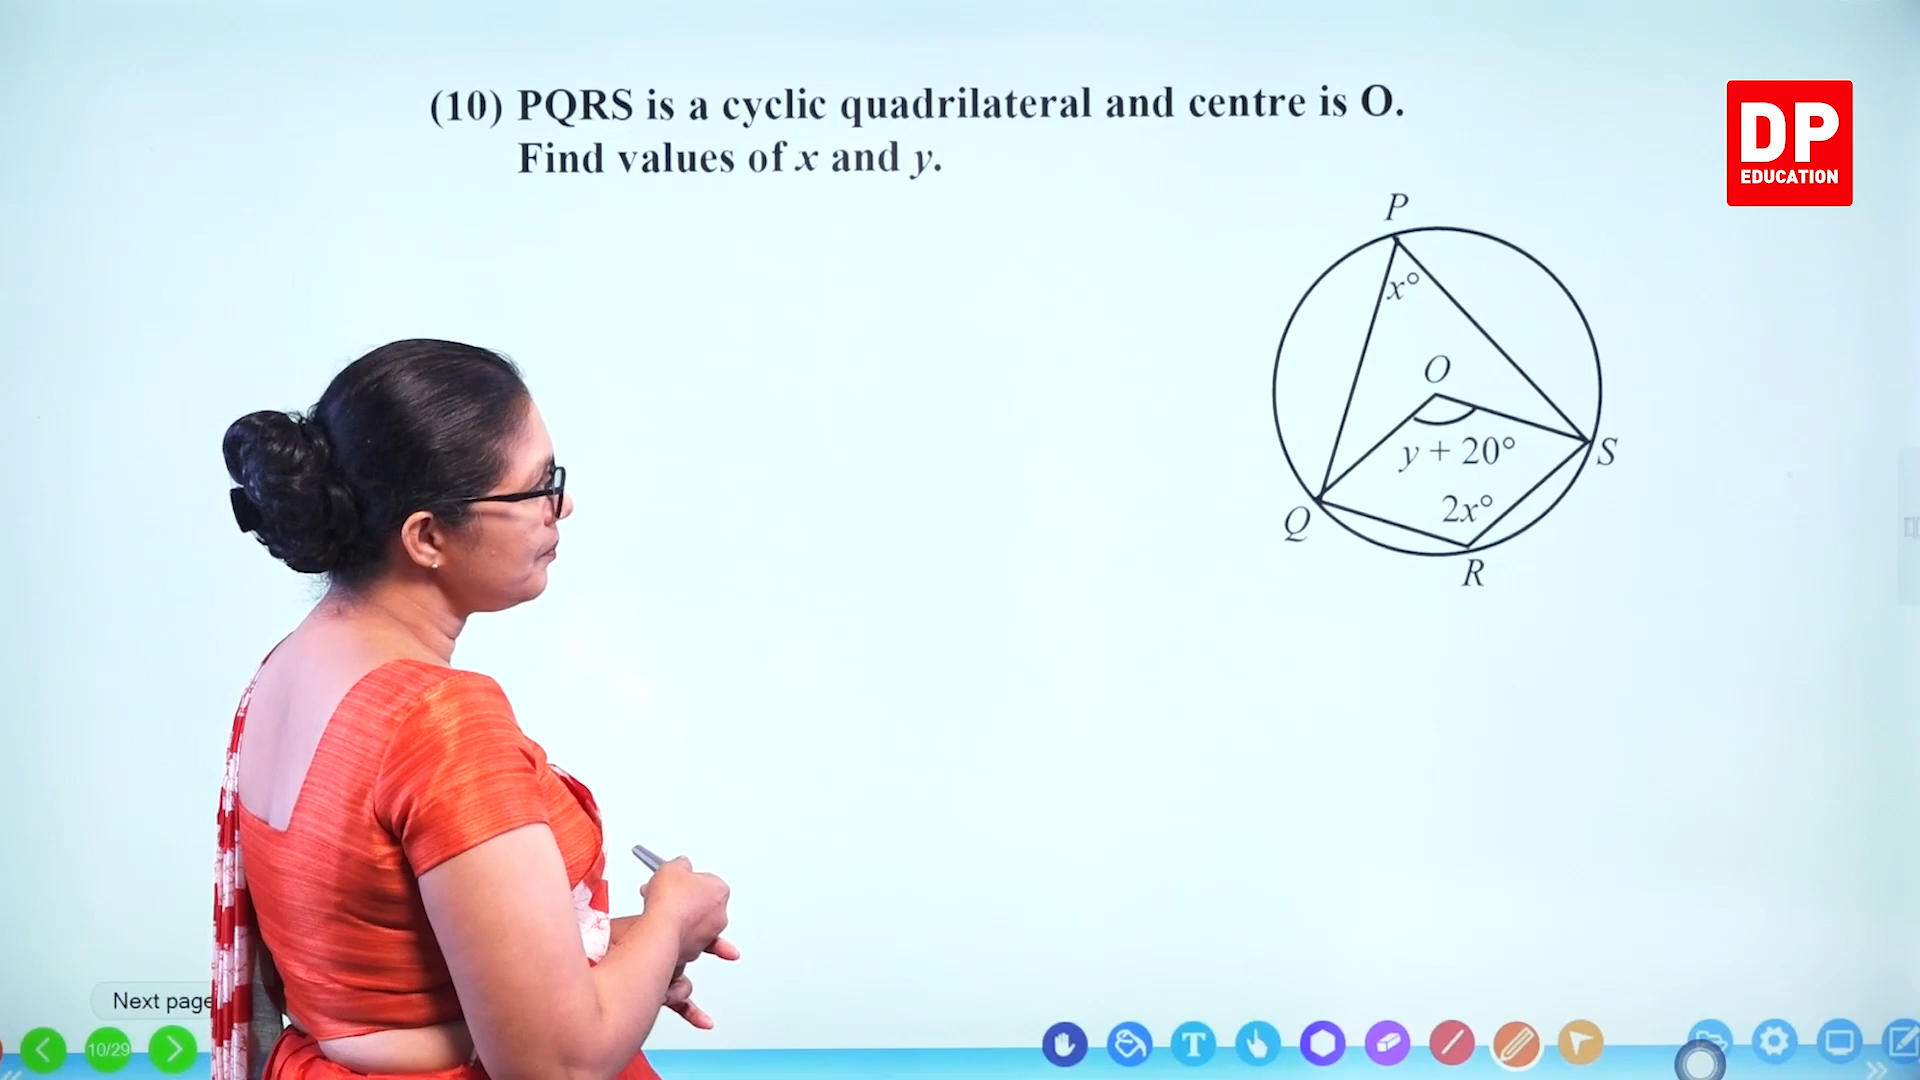 (10) PQRS is a cyclic quadrilateral and centre is O.
Find values of x and y.
DP
EDUCATION
P
x°
O
y + 20°
S
2x°
Q
R
Next page
10/29
T